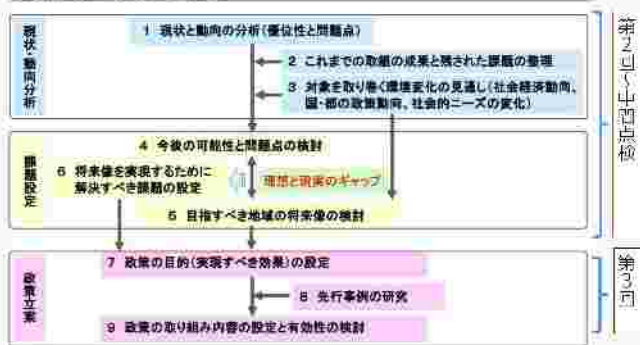 現状・動向分析
1 現状と動向の分析(優位性と問題点)
2 これまでの取組の成果と残された課題の整理
3 対象を取り巻く環境変化の見通し(社会経済動向、
国・都の政策動向、社会的ニーズの変化)
課題設定
4 今後の可能性と問題点の検討
6 将来像を実現するために
解決すべき課題の設定
理想と現実のギャップ
5 目指すべき地域の将来像の検討
政策立案
7 政策の目的(実現すべき効果)の設定
8 先行事例の研究
9 政策の取り組み内容の設定と有効性の検討
第2回~中間点検
第3回